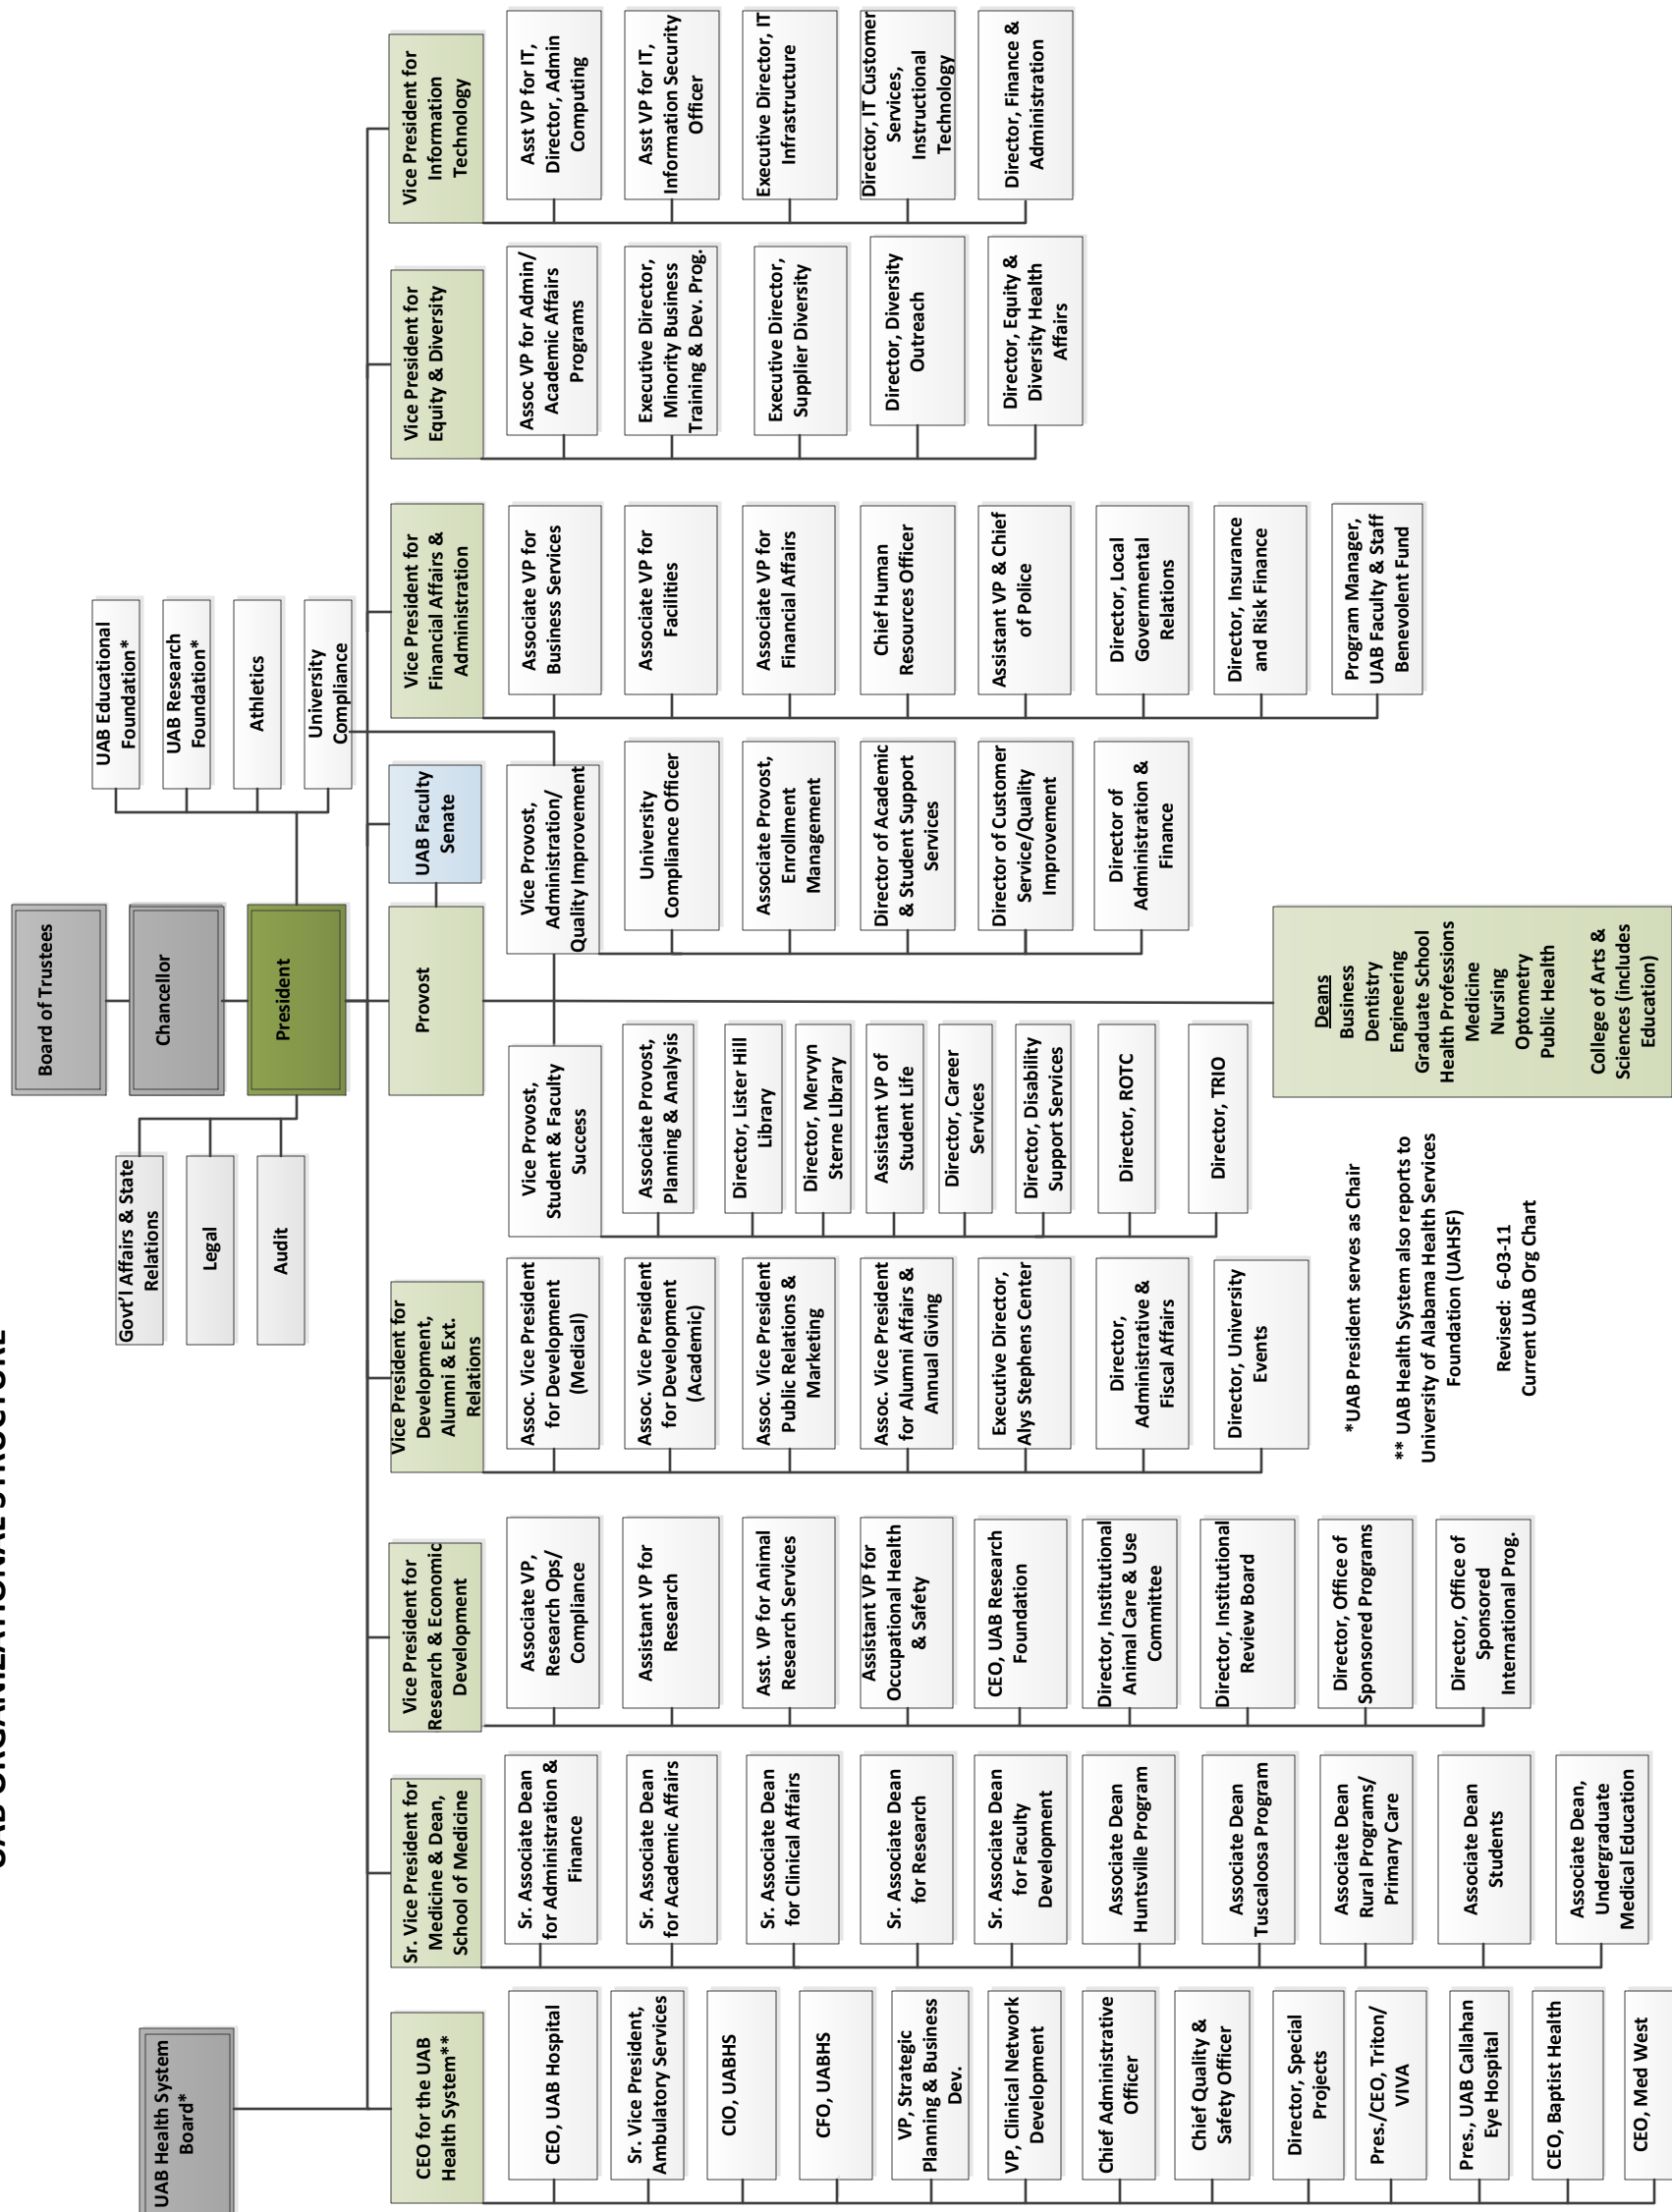 Board of Trustees
Chancellor
President
Govt'l Affairs & State
Relations
Legal
Audit
UAB Educational
Foundation*
UAB Research
Foundation*
Athletics
University
Compliance
UAB Health System
Board*
CEO for the UAB
Health System**
CEO, UAB Hospital
Sr. Vice President,
Ambulatory Services
CIO, UABHS
CFO, UABHS
VP, Strategic
Planning & Business
Dev.
VP, Clinical Network
Development
Chief Administrative
Officer
Chief Quality &
Safety Officer
Director, Special
Projects
Pres./CEO, Triton/
VIVA
Pres., UAB Callahan
Eye Hospital
CEO, Baptist Health
CEO, Med West
Sr. Vice President for
Medicine & Dean,
School of Medicine
Sr. Associate Dean
for Administration &
Finance
Sr. Associate Dean
for Academic Affairs
Sr. Associate Dean
for Clinical Affairs
Sr. Associate Dean
for Research
Sr. Associate Dean
for Faculty
Development
Associate Dean
Huntsville Program
Associate Dean
Tuscaloosa Program
Associate Dean
Rural Programs/
Primary Care
Associate Dean
Students
Associate Dean,
Undergraduate
Medical Education
Vice President for
Research & Economic
Development
Associate VP,
Research Ops/
Compliance
Assistant VP for
Research
Asst. VP for Animal
Research Services
Assistant VP for
Occupational Health
& Safety
CEO, UAB Research
Foundation
Director, Institutional
Animal Care & Use
Committee
Director, Institutional
Review Board
Director, Office of
Sponsored Programs
Director, Office of
Sponsored
International Prog.
Vice President for
Development,
Alumni & Ext.
Relations
Assoc. Vice President
for Development
(Medical)
Assoc. Vice President
for Development
(Academic)
Assoc. Vice President
Public Relations &
Marketing
Assoc. Vice President
for Alumni Affairs &
Annual Giving
Executive Director,
Alys Stephens Center
Director,
Administrative &
Fiscal Affairs
Director, University
Events
Provost
UAB Faculty
Senate
Vice Provost,
Student & Faculty
Success
Associate Provost,
Planning & Analysis
Director, Lister Hill
Library
Director, Mervyn
Sterne LIbrary
Assistant VP of
Student Life
Director, Career
Services
Director, Disability
Support Services
Director, ROTC
Director, TRIO
Vice Provost,
Administration/
Quality Improvement
University
Compliance Officer
Associate Provost,
Enrollment
Management
Director of Academic
& Student Support
Services
Director of Customer
Service/Quality
Improvement
Director of
Administration &
Finance
Deans
Business
Dentistry
Engineering
Graduate School
Health Professions
Medicine
Nursing
Optometry
Public Health
College of Arts &
Sciences (includes
Education)
Vice President for
Financial Affairs &
Administration
Associate VP for
Business Services
Associate VP for
Facilities
Associate VP for
Financial Affairs
Chief Human
Resources Officer
Assistant VP & Chief
of Police
Director, Local
Governmental
Relations
Director, Insurance
and Risk Finance
Program Manager,
UAB Faculty & Staff
Benevolent Fund
Vice President for
Equity & Diversity
Assoc VP for Admin/
Academic Affairs
Programs
Executive Director,
Minority Business
Training & Dev. Prog.
Executive Director,
Supplier Diversity
Director, Diversity
Outreach
Director, Equity &
Diversity Health
Affairs
Vice President for
Information
Technology
Asst VP for IT,
Director, Admin
Computing
Asst VP for IT,
Information Security
Officer
Executive Director, IT
Infrastructure
Director, IT Customer
Services,
Instructional
Technology
Director, Finance &
Administration
*UAB President serves as Chair
** UAB Health System also reports to
University of Alabama Health Services
Foundation (UAHSF)
Revised: 6-03-11
Current UAB Org Chart